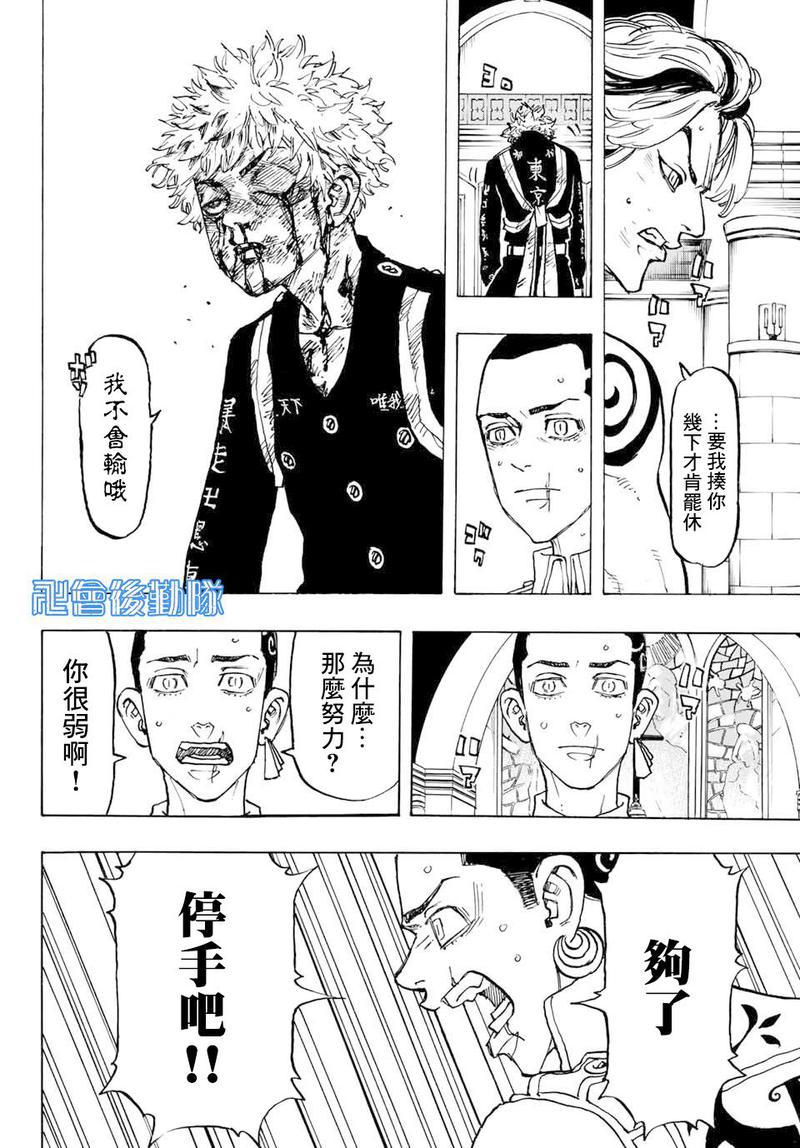 …要我揍你
幾下才肯罷休
東京
我不會輸哦
天下
唯我
暴走
卍會後勤隊
為什麼…
那麼努力？
你很弱啊！
夠了
停手吧！！